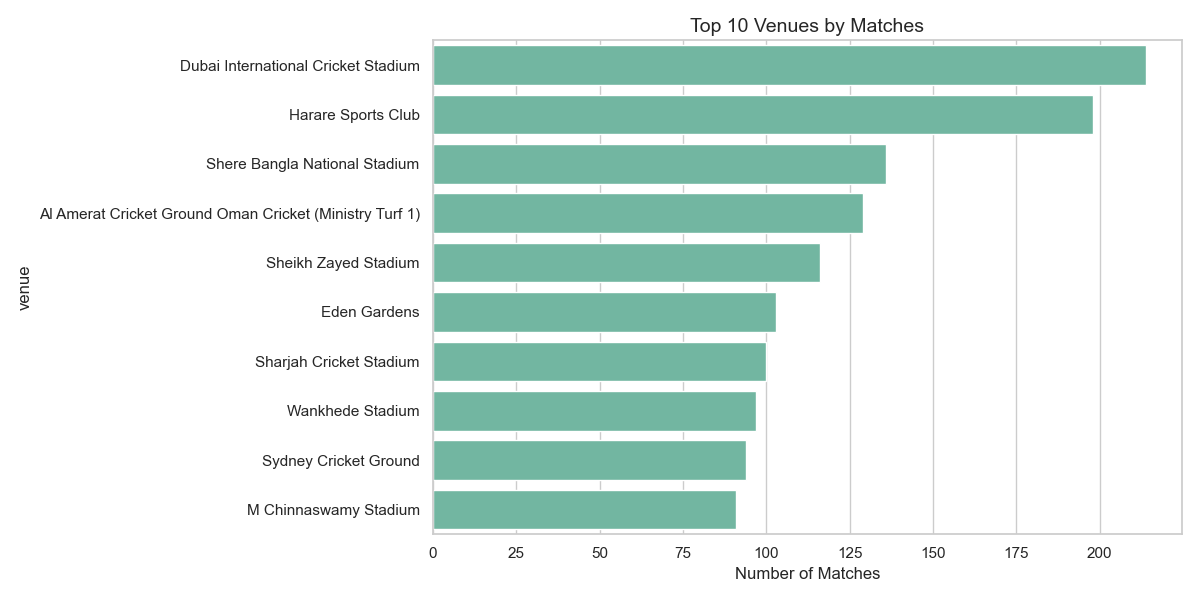 Top 10 Venues by Matches
Dubai International Cricket Stadium
Harare Sports Club
Shere Bangla National Stadium
Al Amerat Cricket Ground Oman Cricket (Ministry Turf 1)
Sheikh Zayed Stadium
venue
Eden Gardens
Sharjah Cricket Stadium
Wankhede Stadium
Sydney Cricket Ground
M Chinnaswamy Stadium
0 25 50 75 100 125 150 175 200
Number of Matches